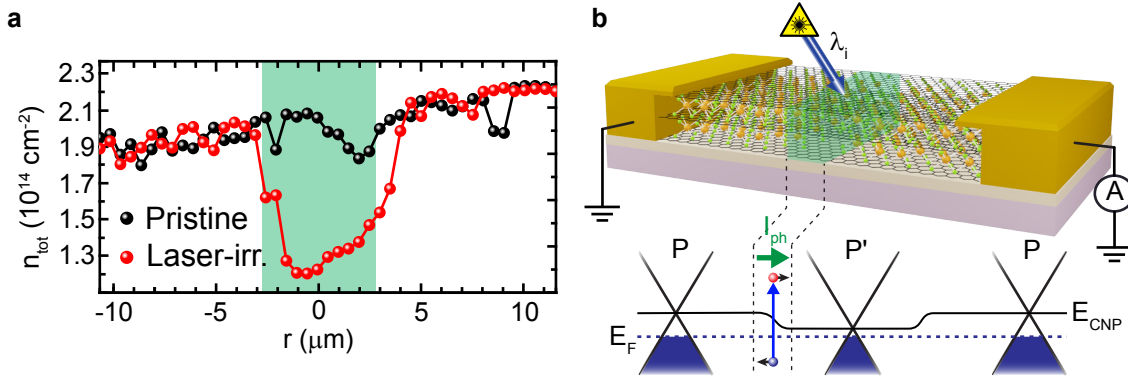 a
2.3
2.1
1.9
1.7
1.5
1.3
n_tot (10^14 cm^-2)
Pristine
Laser-irr.
-10 -5 0 5 10
r (μm)
b
λ_i
A
I_ph
P P' P
E_CNP
E_F